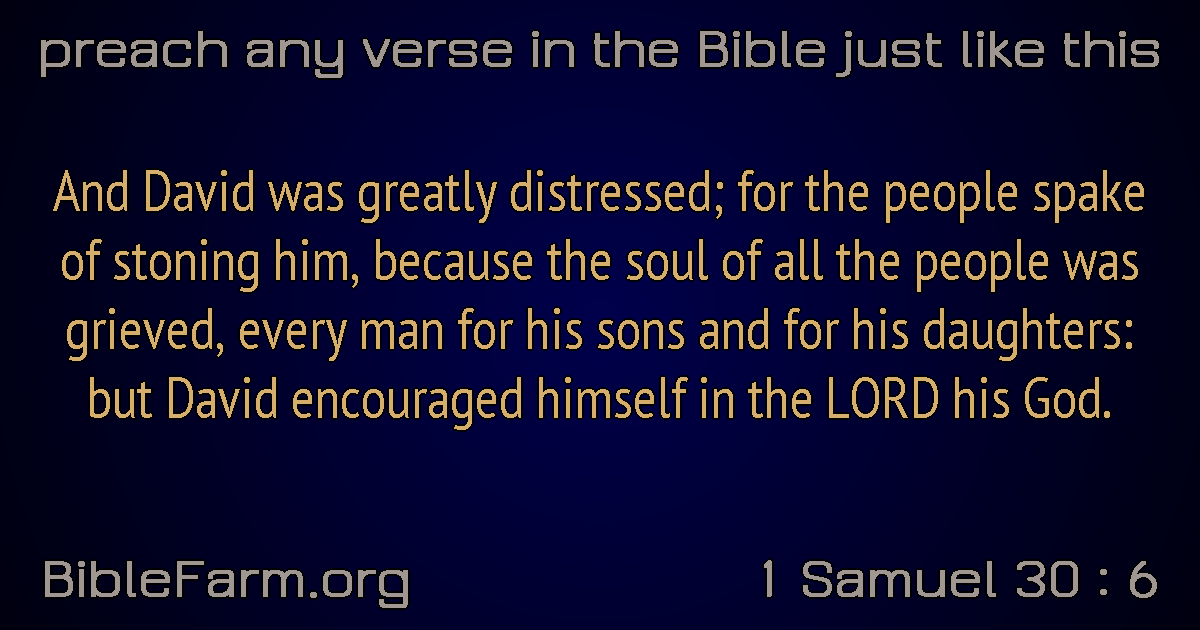 preach any verse in the Bible just like this
And David was greatly distressed; for the people spake
of stoning him, because the soul of all the people was
grieved, every man for his sons and for his daughters:
but David encouraged himself in the LORD his God.
BibleFarm.org
1 Samuel 30 : 6